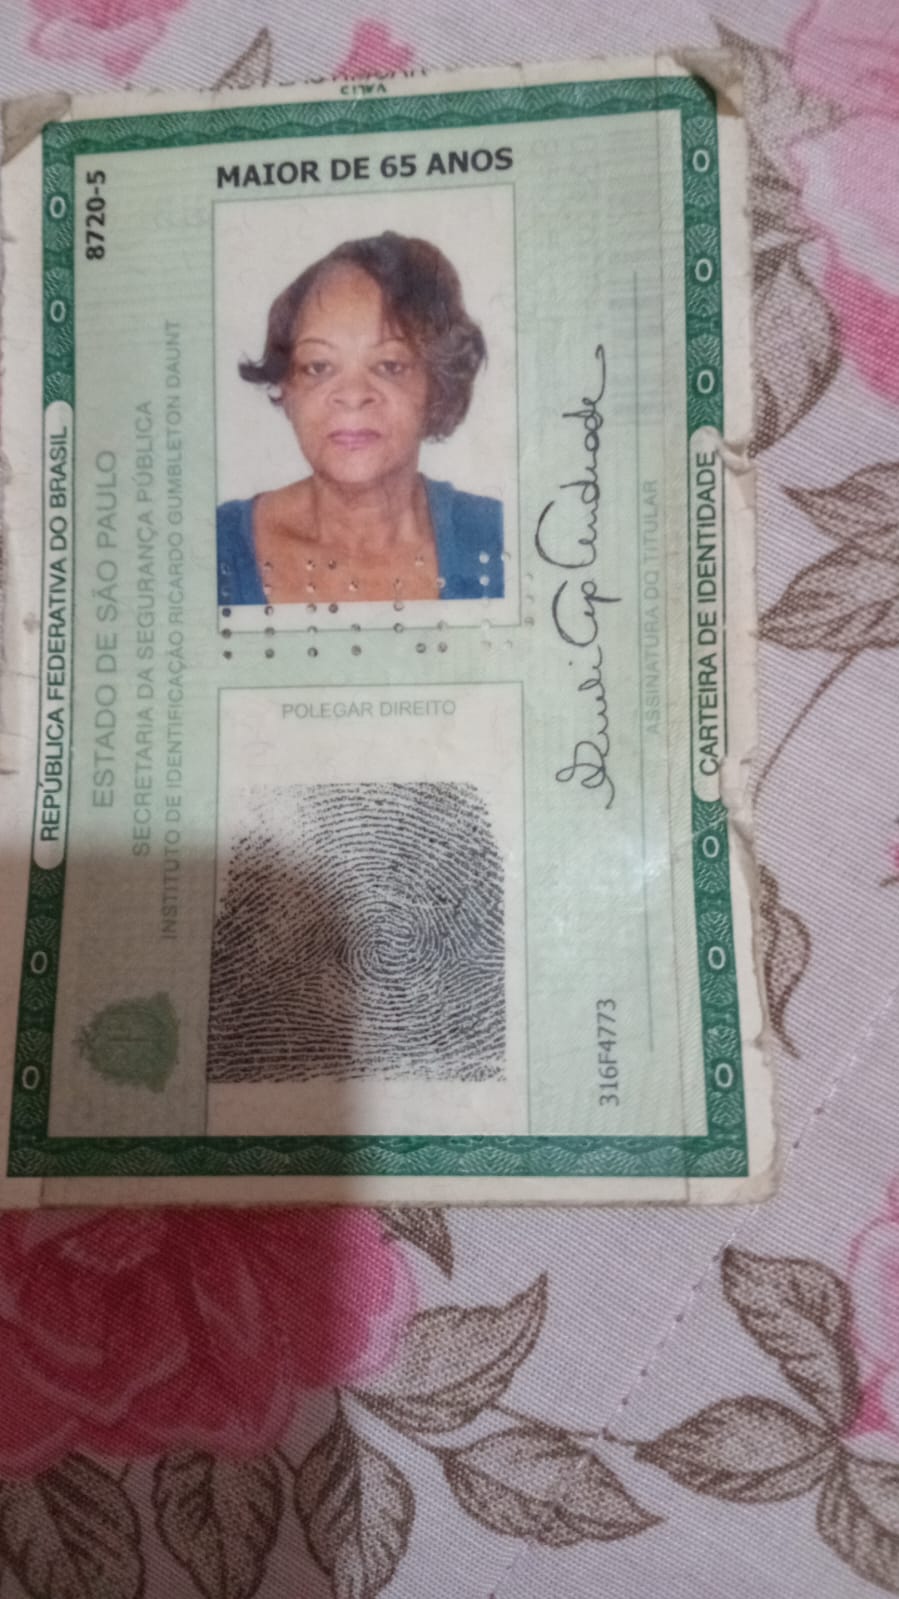 REPÚBLICA FEDERATIVA DO BRASIL
8720-5
ESTADO DE SÃO PAULO
SECRETARIA DA SEGURANÇA PÚBLICA
INSTITUTO DE IDENTIFICAÇÃO RICARDO GUMBLETON DAUNT
MAIOR DE 65 ANOS
POLEGAR DIREITO
316F4773
ASSINATURA DO TITULAR
CARTEIRA DE IDENTIDADE